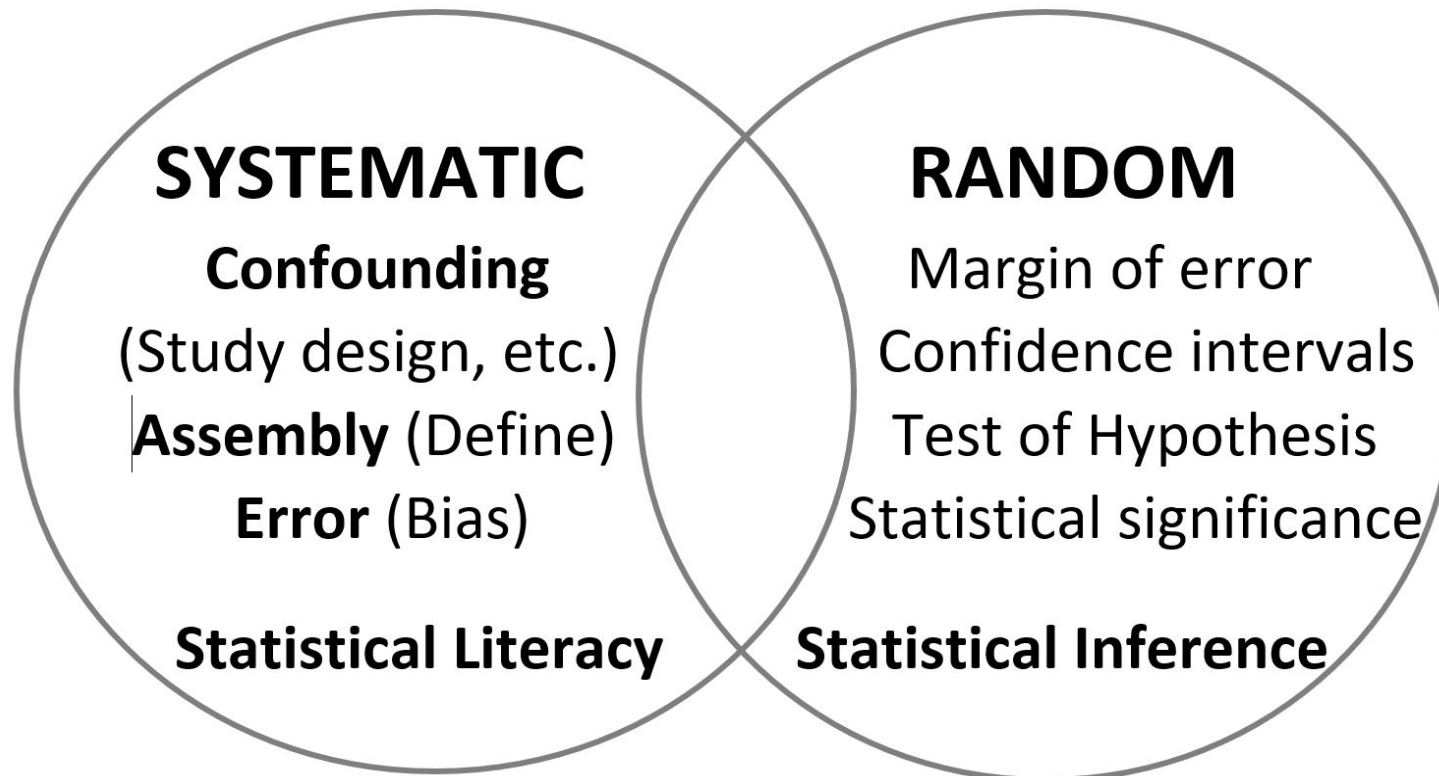 SYSTEMATIC
Confounding
(Study design, etc.)
Assembly (Define)
Error (Bias)
Statistical Literacy
RANDOM
Margin of error
Confidence intervals
Test of Hypothesis
Statistical significance
Statistical Inference